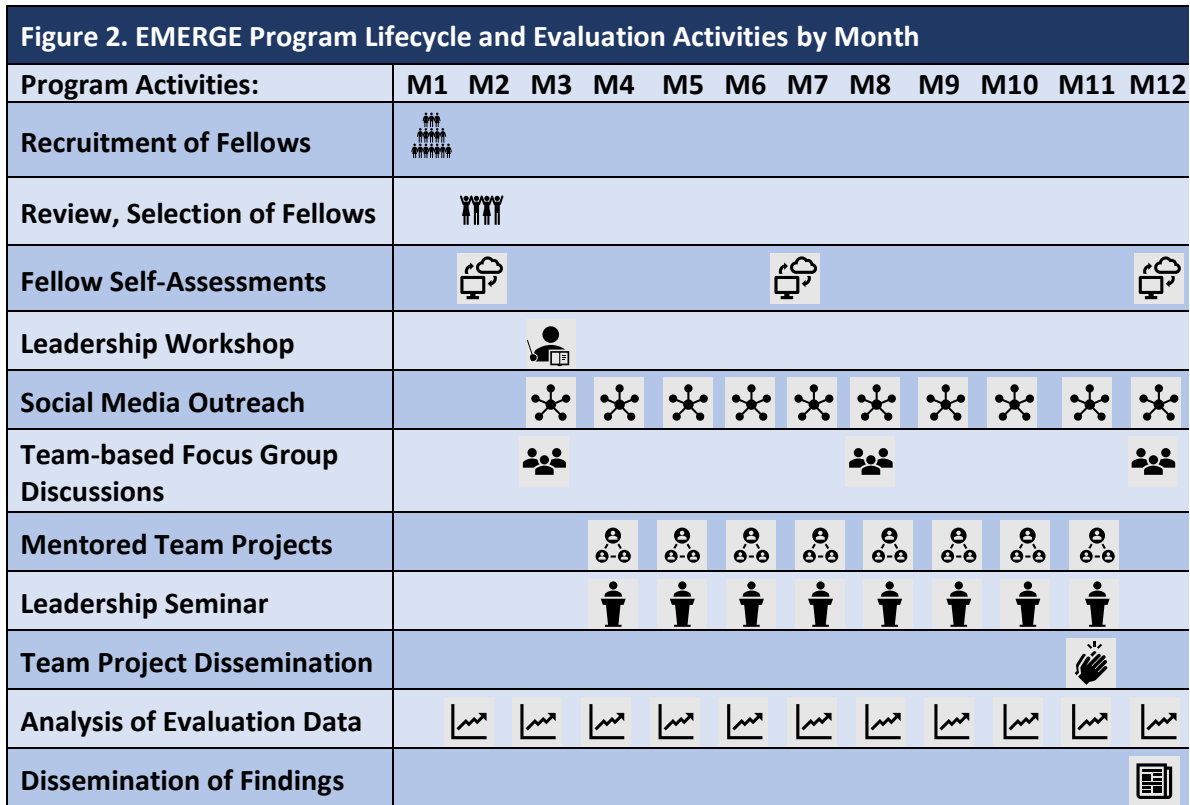 Figure 2. EMERGE Program Lifecycle and Evaluation Activities by Month
Program Activities: M1 M2 M3 M4 M5 M6 M7 M8 M9 M10 M11 M12
Recruitment of Fellows
Review, Selection of Fellows
Fellow Self-Assessments
Leadership Workshop
Social Media Outreach
Team-based Focus Group
Discussions
Mentored Team Projects
Leadership Seminar
Team Project Dissemination
Analysis of Evaluation Data
Dissemination of Findings